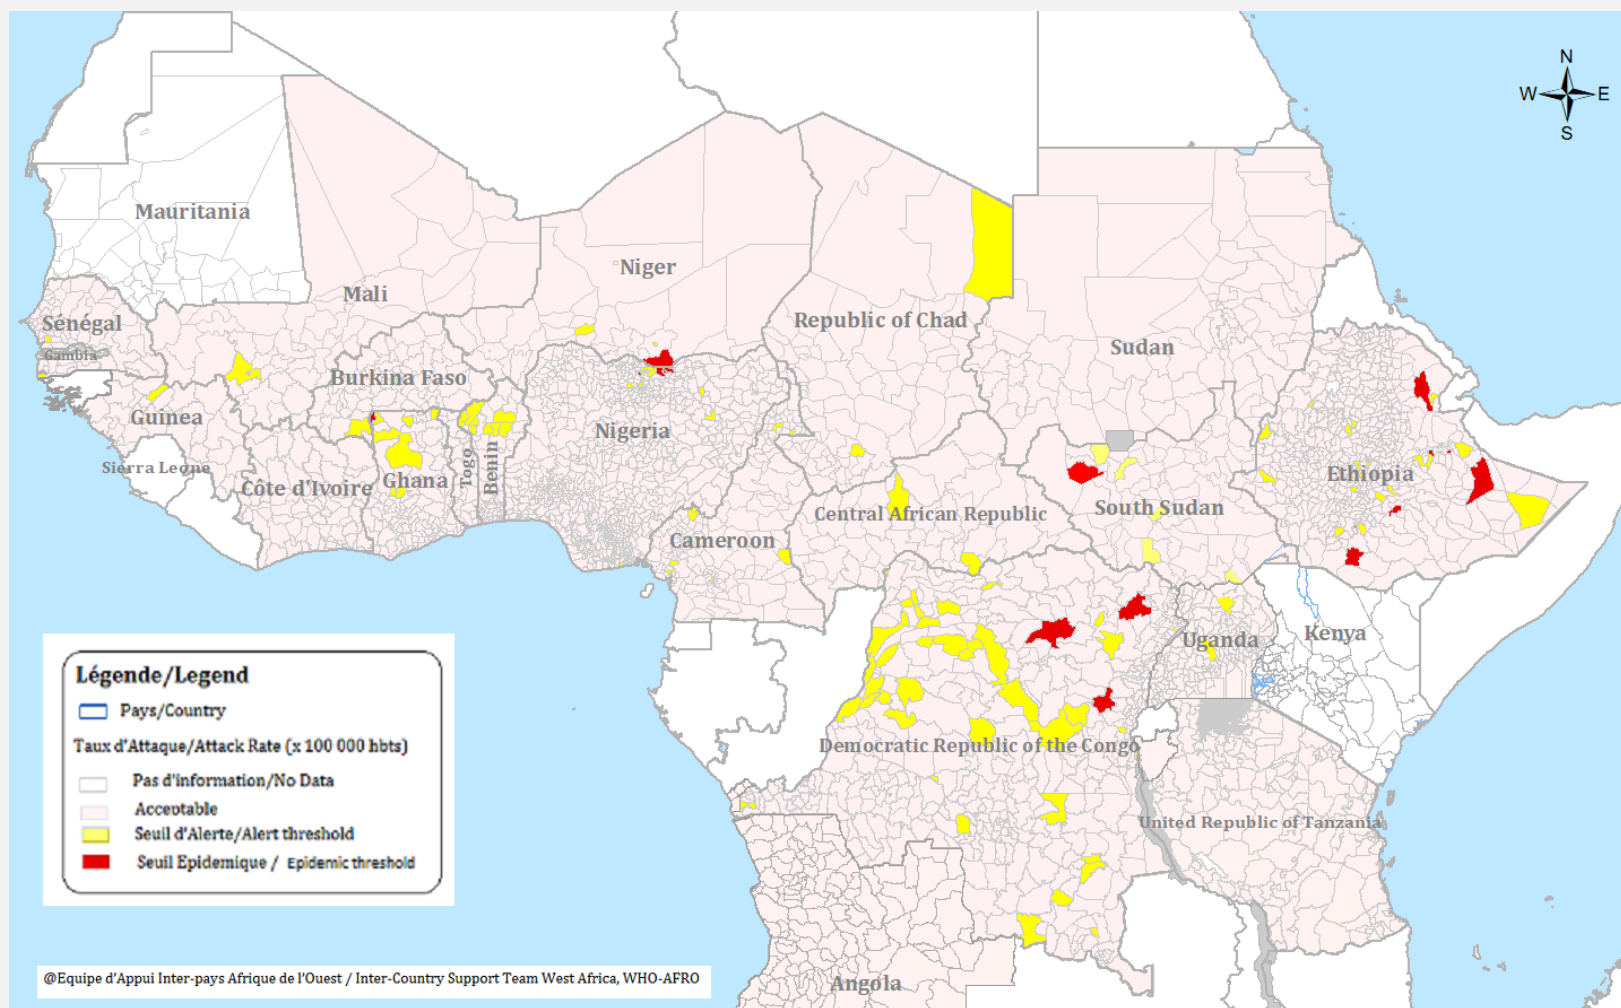 N
W E
S
Mauritania
Niger
Mali
Sénégal
Republic of Chad
Sudan
Gambia
Burkina Faso
Guinea
Nigeria
Sierra Leone
Côte d'Ivoire
Ghana
Togo
Benin
Ethiopia
Central African Republic
South Sudan
Cameroon
Uganda
Kenya
Democratic Republic of the Congo
United Republic of Tanzania
Angola
Légende/Legend
Pays/Country
Taux d'Attaque/Attack Rate (x 100 000 hbts)
Pas d'information/No Data
Acceptable
Seuil d'Alerte/Alert threshold
Seuil Epidemique / Epidemic threshold
@Equipe d'Appui Inter-pays Afrique de l'Ouest / Inter-Country Support Team West Africa, WHO-AFRO